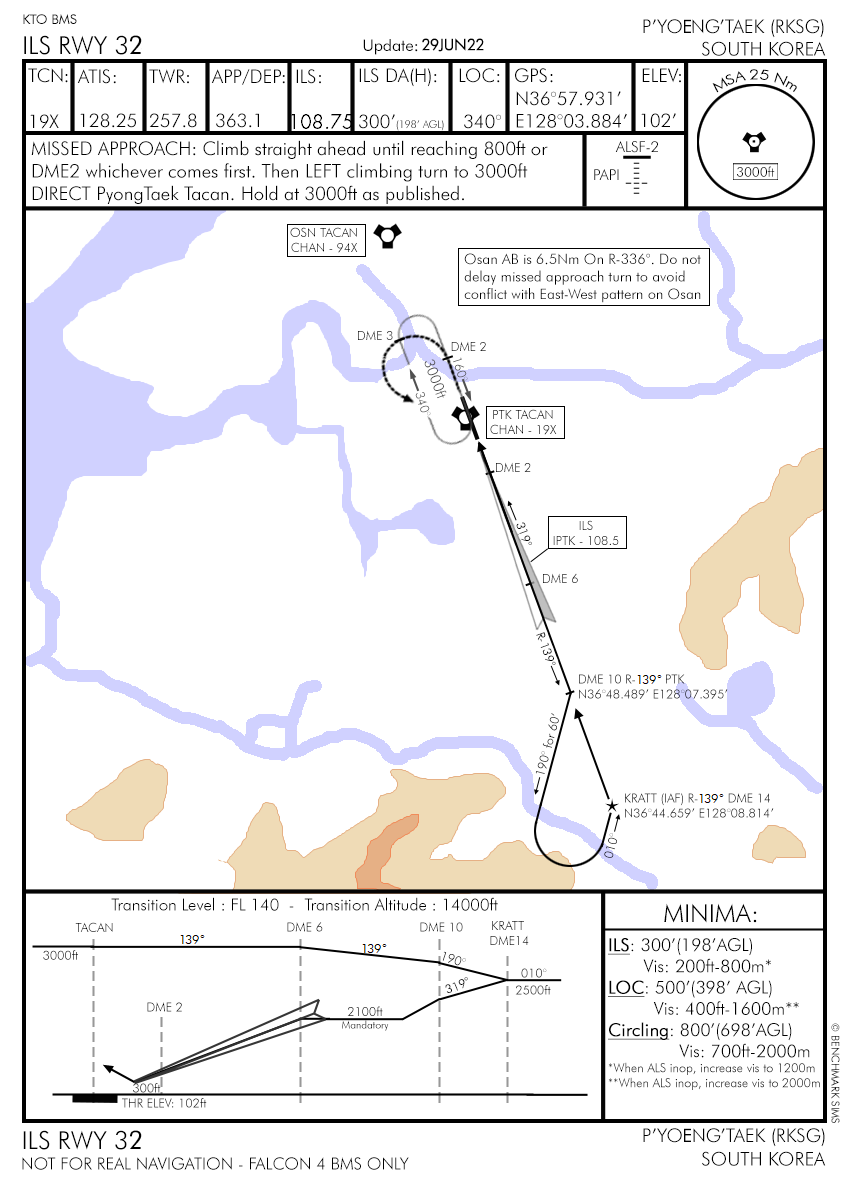 KTO BMS
ILS RWY 32
Update: 29JUN22
P'YOENG'TAEK (RKSG)
SOUTH KOREA
TCN: ATIS: TWR: APP/DEP: ILS: ILS DA(H): LOC: GPS: ELEV:
N36°57.931'
19X 128.25 257.8 363.1 108.75 300'(198' AGL) 340° E128°03.884' 102'
MSA 25 Nm
3000ft
MISSED APPROACH: Climb straight ahead until reaching 800ft or
DME2 whichever comes first. Then LEFT climbing turn to 3000ft
DIRECT PyongTaek Tacan. Hold at 3000ft as published.
ALSF-2
PAPI
OSN TACAN
CHAN - 94X
Osan AB is 6.5Nm On R-336°. Do not
delay missed approach turn to avoid
conflict with East-West pattern on Osan
DME 3
DME 2
160°
3000ft
340°
PTK TACAN
CHAN - 19X
DME 2
319°
ILS
IPTK - 108.5
DME 6
R-139°
DME 10 R-139° PTK
N36°48.489' E128°07.395'
190° for 60'
KRATT (IAF) R-139° DME 14
N36°44.659' E128°08.814'
010°
Transition Level : FL 140 - Transition Altitude : 14000ft
TACAN
DME 6
DME 10
KRATT
DME14
139°
139°
3000ft
190°
010°
319°
2500ft
DME 2
2100ft
Mandatory
300ft
THR ELEV: 102ft
MINIMA:
ILS: 300'(198'AGL)
Vis: 200ft-800m*
LOC: 500'(398' AGL)
Vis: 400ft-1600m**
Circling: 800'(698'AGL)
Vis: 700ft-2000m
*When ALS inop, increase vis to 1200m
**When ALS inop, increase vis to 2000m
© BENCHMARK SIMS
ILS RWY 32
NOT FOR REAL NAVIGATION - FALCON 4 BMS ONLY
P'YOENG'TAEK (RKSG)
SOUTH KOREA